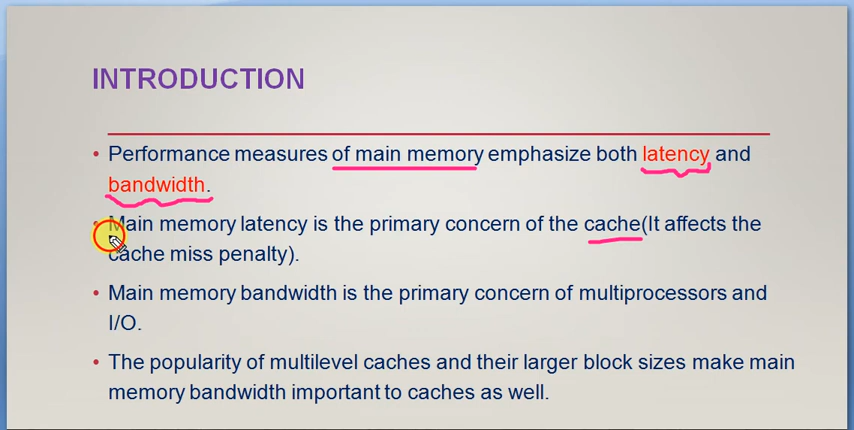 INTRODUCTION
• Performance measures of main memory emphasize both latency and
bandwidth.
• Main memory latency is the primary concern of the cache(It affects the
cache miss penalty).
• Main memory bandwidth is the primary concern of multiprocessors and
I/O.
• The popularity of multilevel caches and their larger block sizes make main
memory bandwidth important to caches as well.